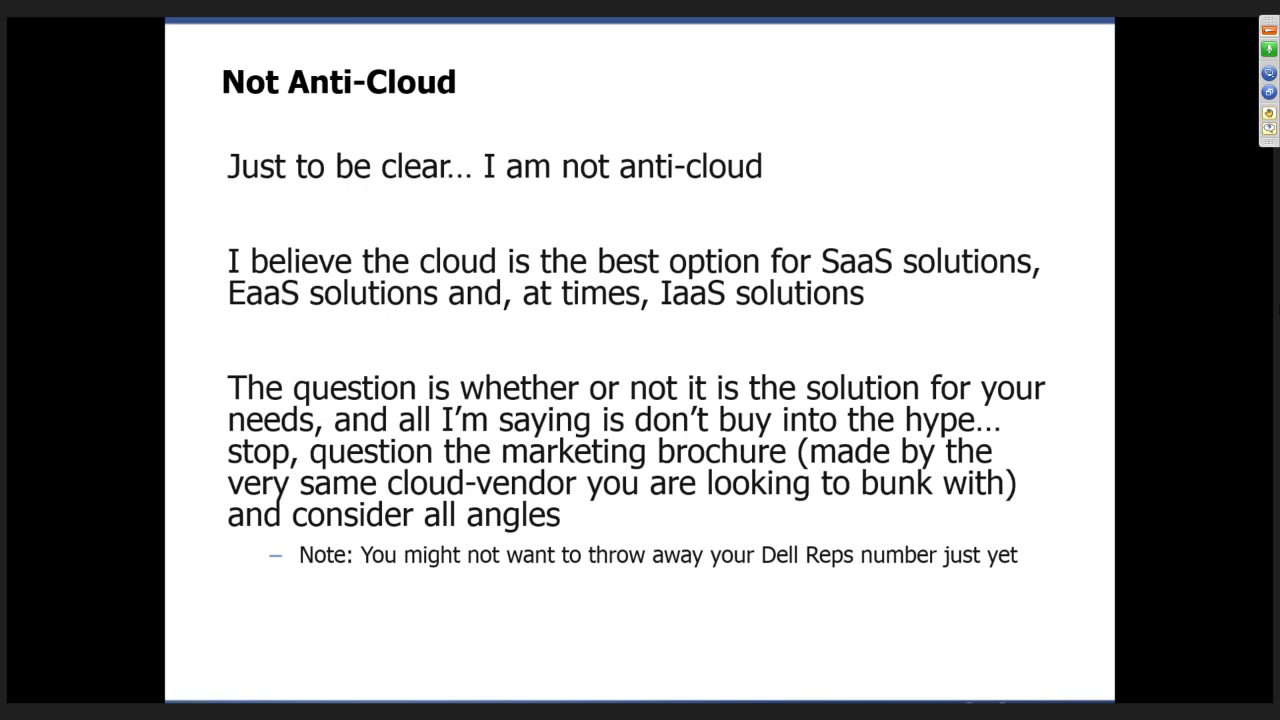 Not Anti-Cloud
Just to be clear... I am not anti-cloud
I believe the cloud is the best option for SaaS solutions,
EaaS solutions and, at times, IaaS solutions
The question is whether or not it is the solution for your
needs, and all I’m saying is don’t buy into the hype...
stop, question the marketing brochure (made by the
very same cloud-vendor you are looking to bunk with)
and consider all angles
– Note: You might not want to throw away your Dell Reps number just yet